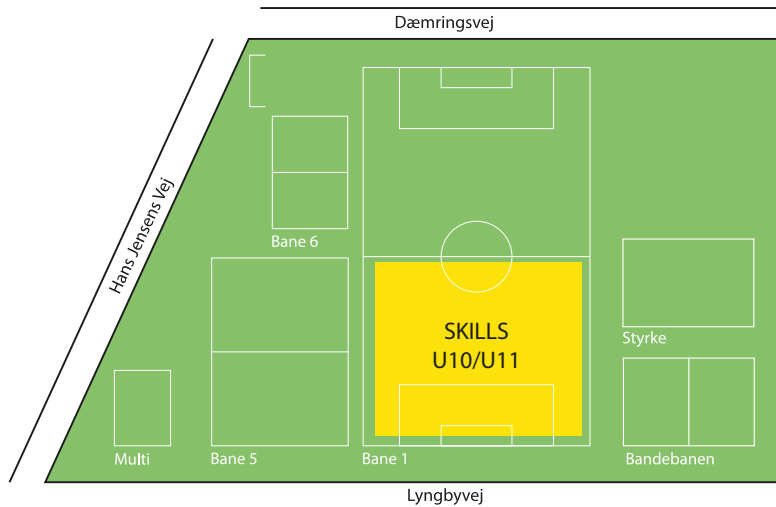 Dæmringsvej
Hans Jensens Vej
Bane 6
SKILLS
U10/U11
Styrke
Multi
Bane 5
Bane 1
Bandebanen
Lyngbyvej